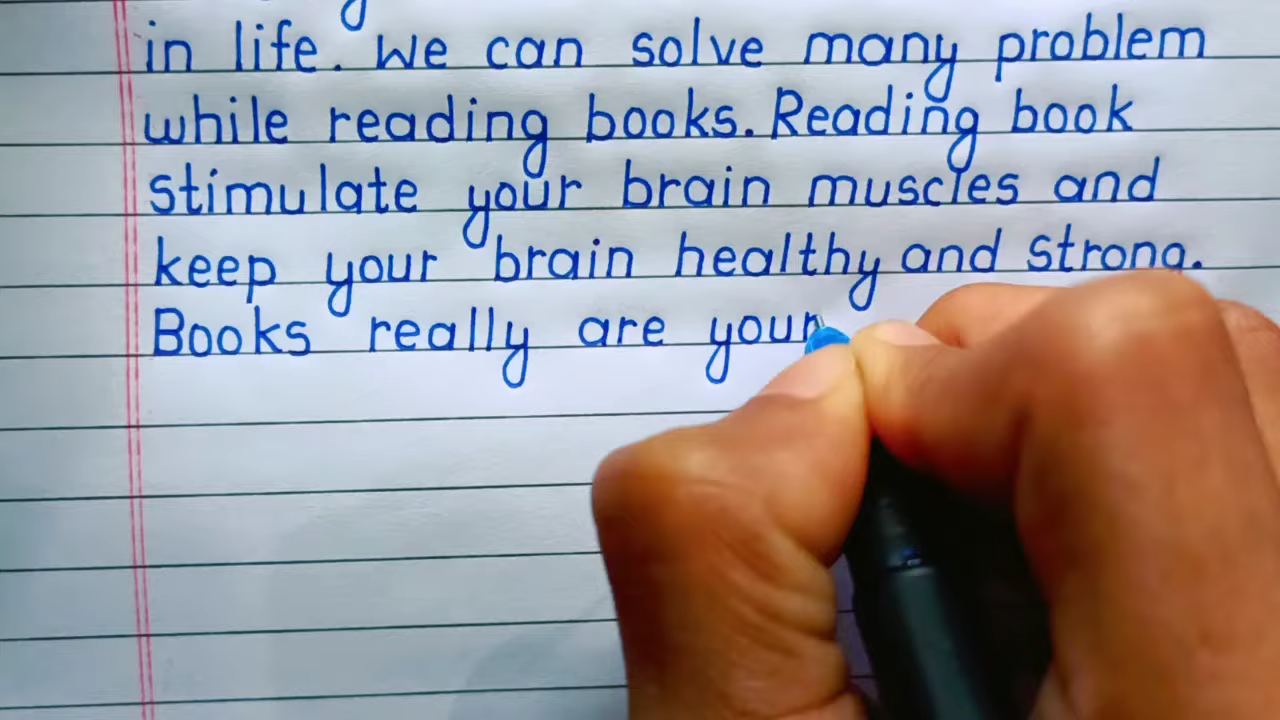 in life. We can solve many problem
while reading books. Reading book
stimulate your brain muscles and
keep your brain healthy and strong.
Books really are your